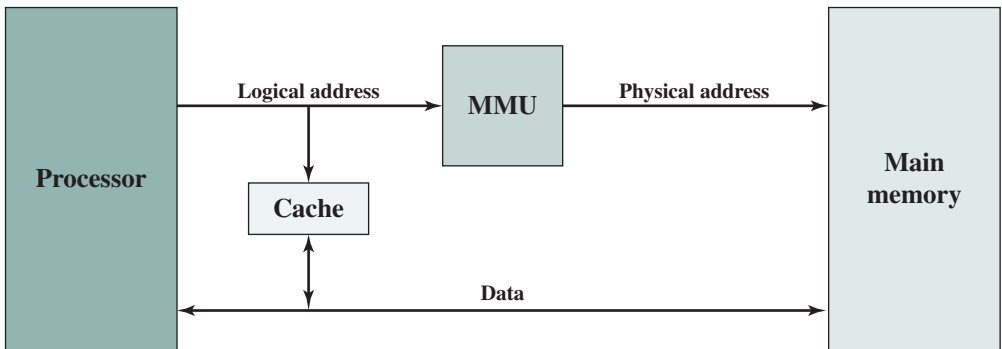 Logical address
MMU
Physical address
Processor
Cache
Main
memory
Data